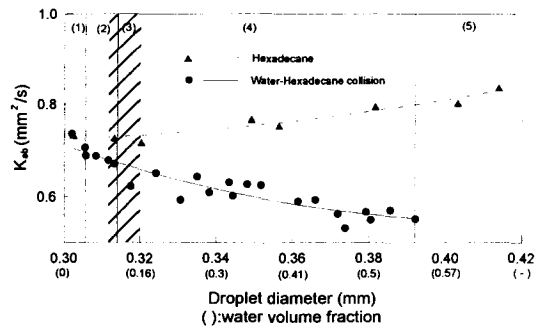 1.0
(1)
(2)
(3)
(4)
(5)
Hexadecane
Water-Hexadecane collision
0.8
0.6
Keb (mm²/s)
0.30 0.32 0.34 0.36 0.38 0.40 0.42
(0) (0.16) (0.3) (0.41) (0.5) (0.57) (-)
Droplet diameter (mm)
( ):water volume fraction